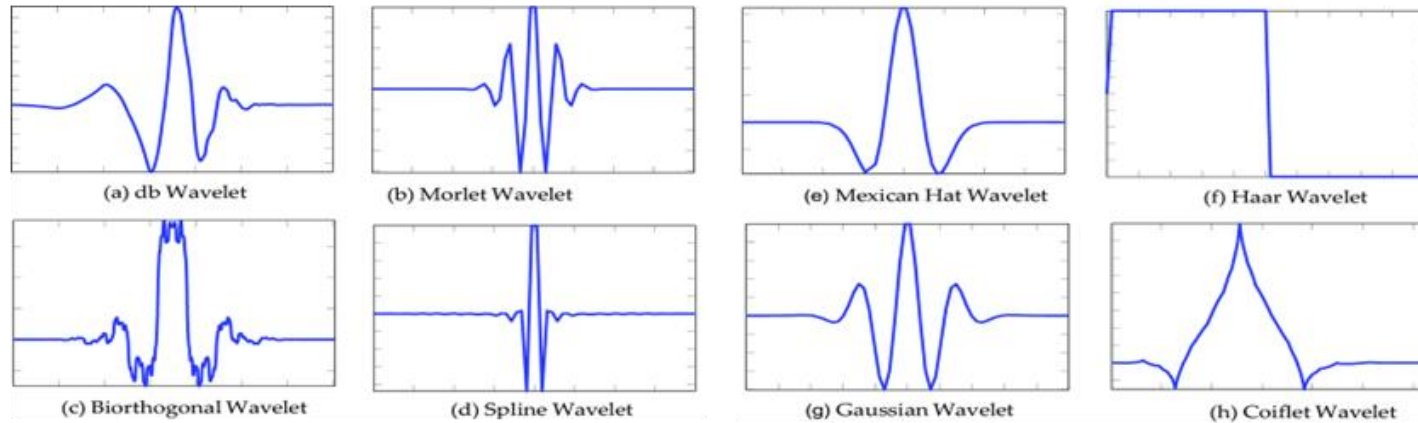 (a) db Wavelet
(b) Morlet Wavelet
(e) Mexican Hat Wavelet
(f) Haar Wavelet
(c) Biorthogonal Wavelet
(d) Spline Wavelet
(g) Gaussian Wavelet
(h) Coiflet Wavelet